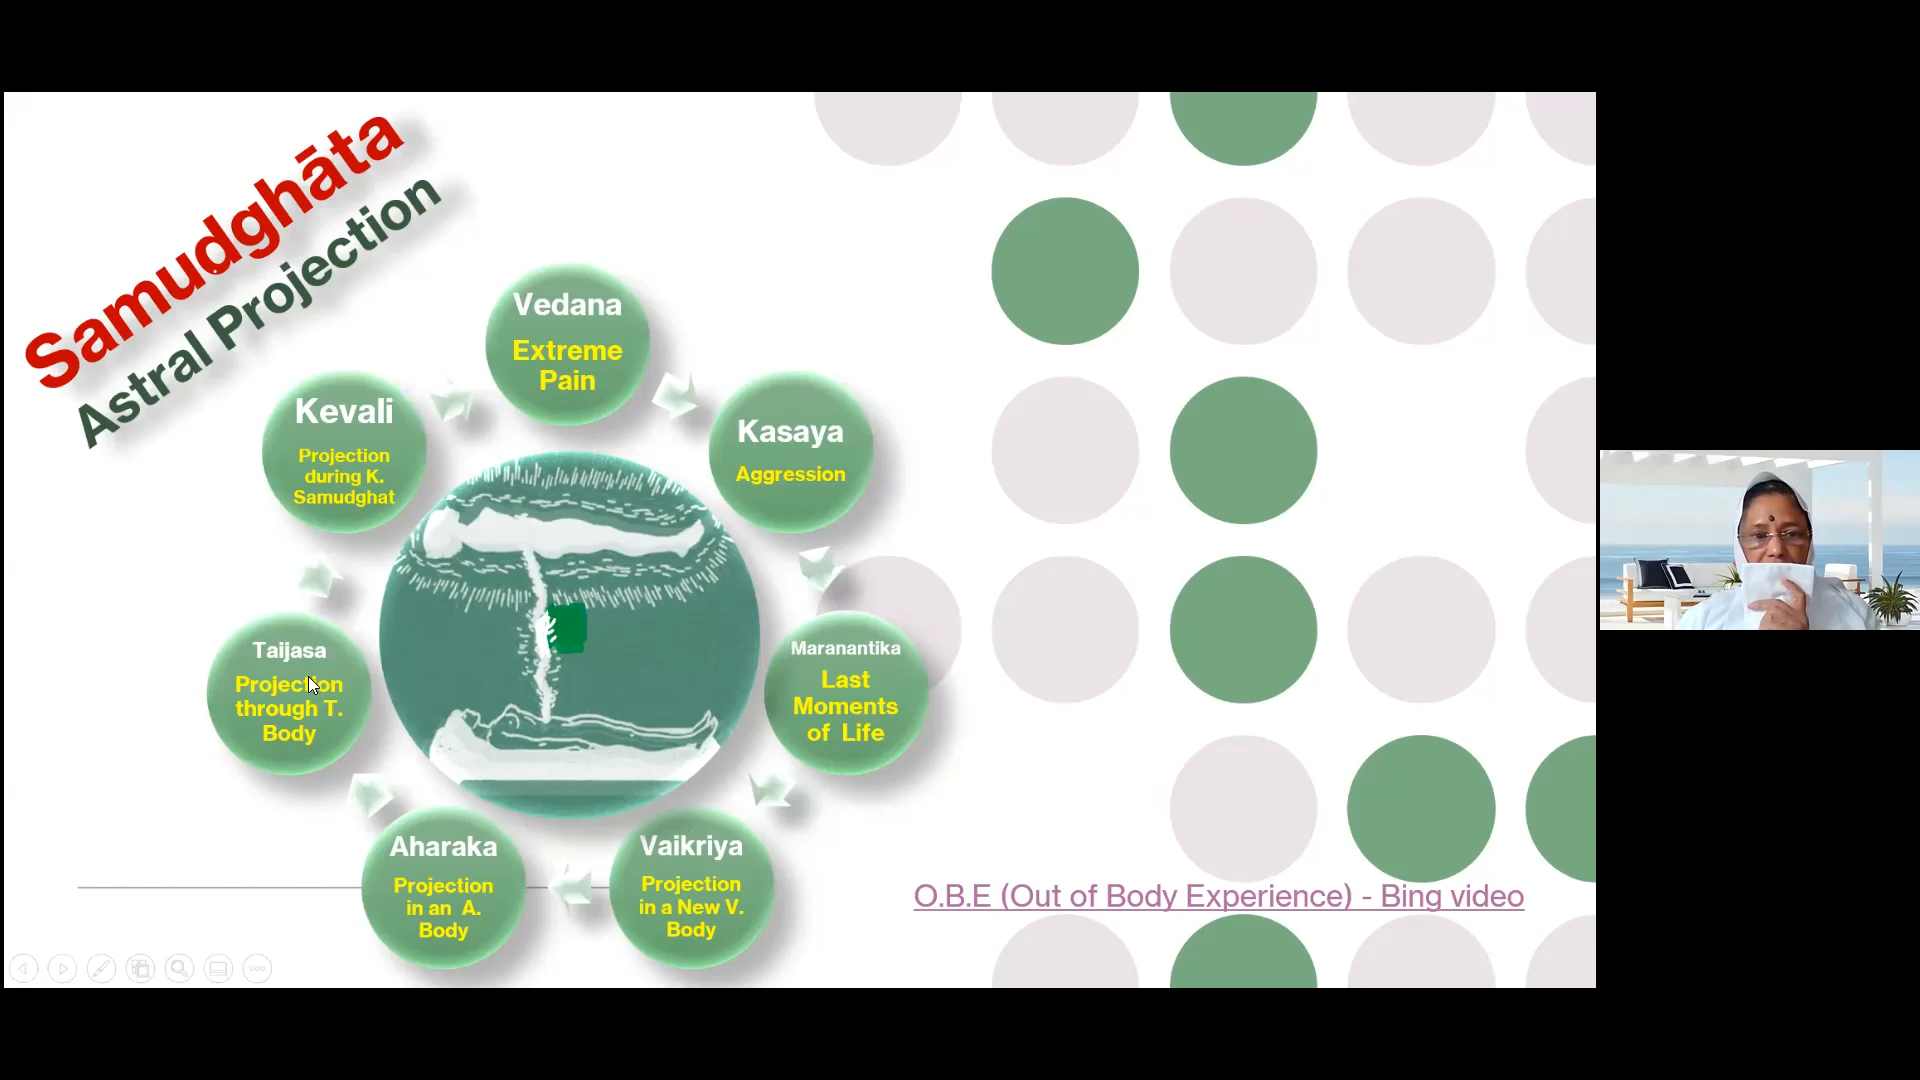 Samudghāta
Astral Projection
Vedana
Extreme
Pain
Kasaya
Aggression
Maranantika
Last
Moments
of Life
Vaikriya
Projection
in a New V.
Body
Aharaka
Projection
in an A.
Body
Taijasa
Projection
through T.
Body
Kevali
Projection
during K.
Samudghat
O.B.E (Out of Body Experience) - Bing video